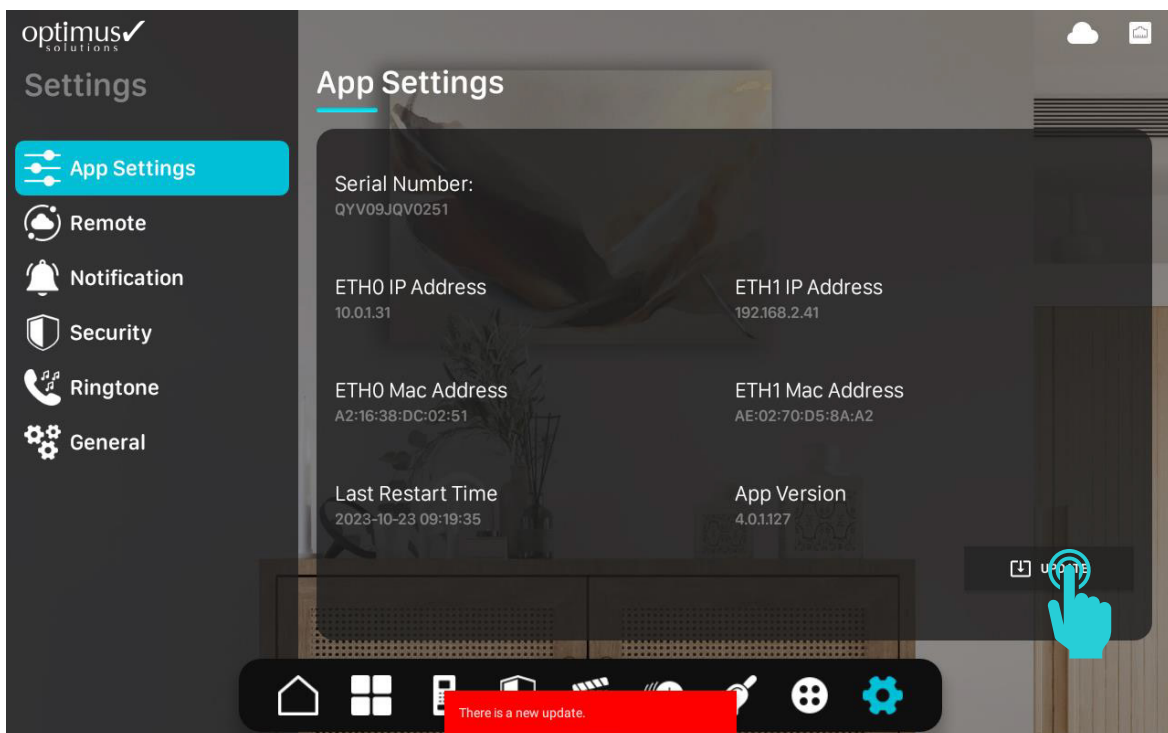 optimus
solutions
Settings
App Settings
Remote
Notification
Security
Ringtone
General
App Settings
Serial Number:
QYV09JQV0251
ETH0 IP Address
10.0.1.31
ETH1 IP Address
192.168.2.41
ETH0 Mac Address
A2:16:38:DC:02:51
ETH1 Mac Address
AE:02:70:D5:8A:A2
Last Restart Time
2023-10-23 09:19:35
App Version
4.0.1.127
UPDATE
There is a new update.